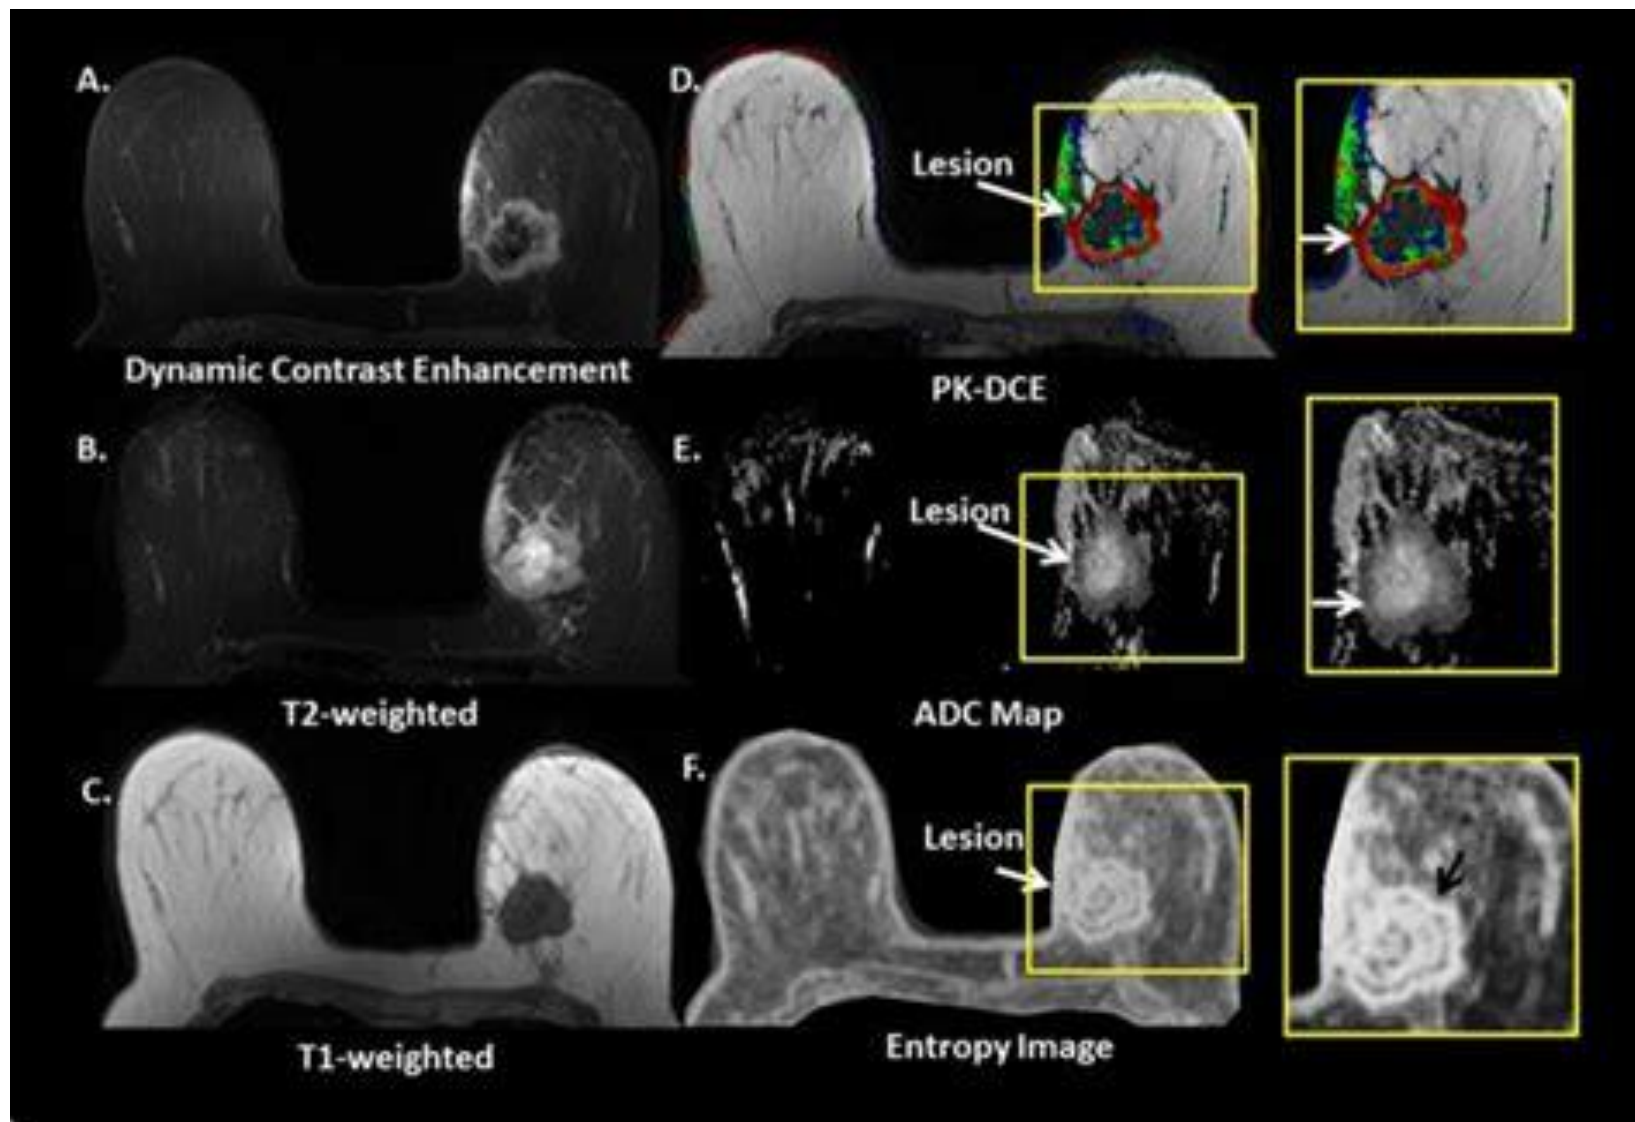 A.
Dynamic Contrast Enhancement
B.
T2-weighted
C.
T1-weighted
D.
Lesion
PK-DCE
E.
Lesion
ADC Map
F.
Lesion
Entropy Image